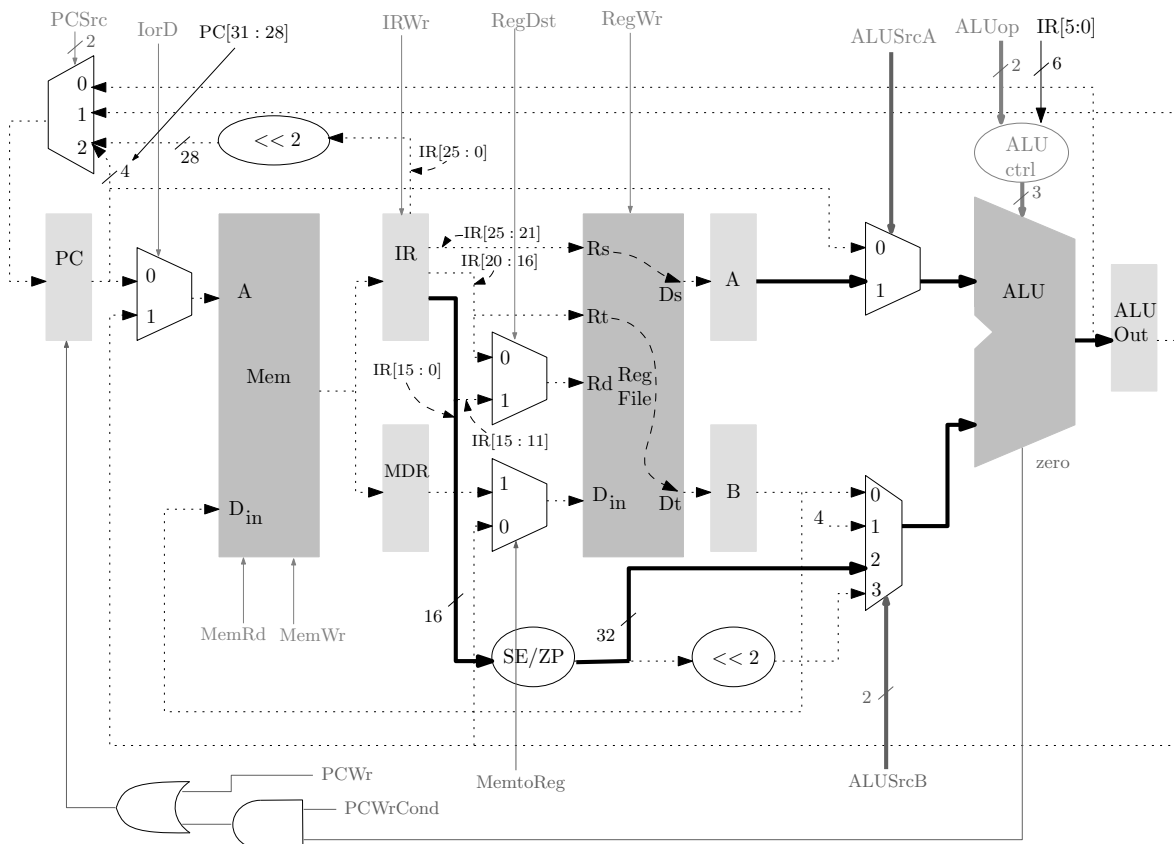 PCSrc
2
IorD
PC[31 : 28]
IRWr
RegDst
RegWr
ALUSrcA
ALUop
IR[5:0]
2
6
0
1
2
28
<< 2
4
IR[25 : 0]
ALU
ctrl
3
PC
0
1
A
Mem
D in
MemRd
MemWr
IR
IR[25 : 21]
IR[20 : 16]
IR[15 : 0]
IR[15 : 11]
MDR
0
1
1
0
Rs
Ds
Rt
Rd
Reg
File
D in
Dt
A
B
0
1
ALU
ALU
Out
zero
4
0
1
2
3
16
SE/ZP
32
<< 2
2
PCWr
PCWrCond
MemtoReg
ALUSrcB